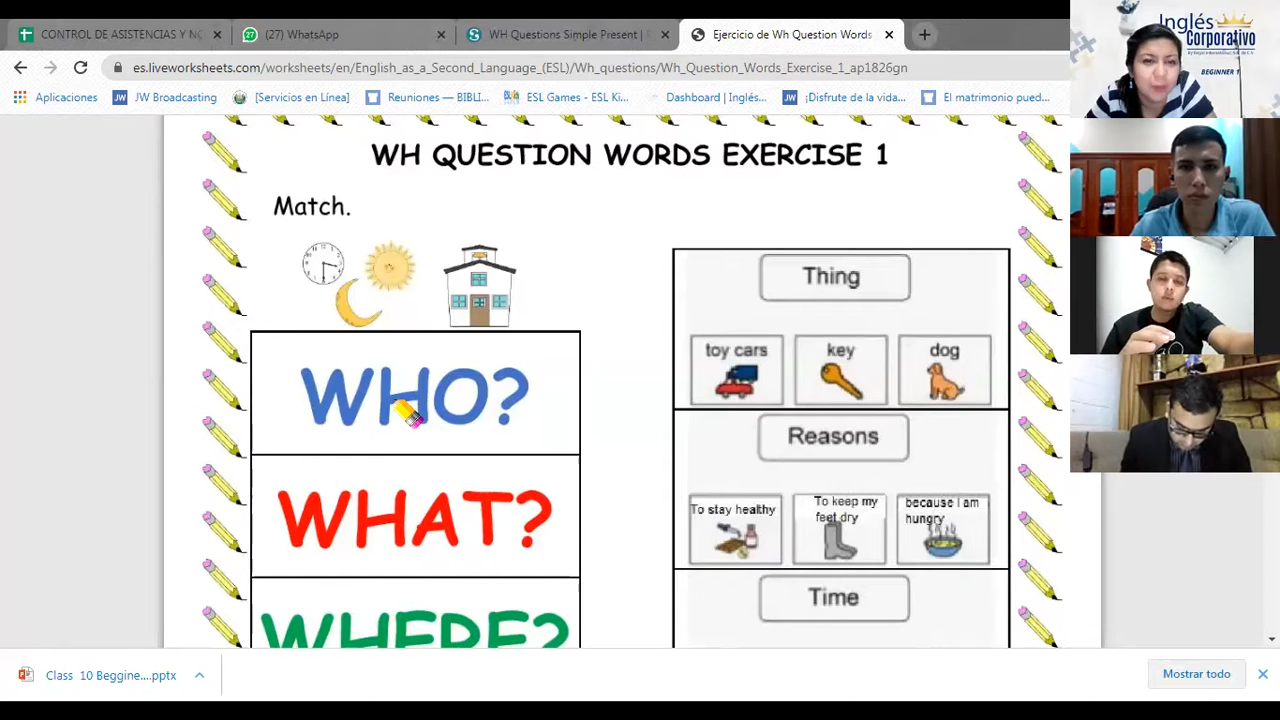 CONTROL DE ASISTENCIAS Y N
(27) WhatsApp
WH Questions Simple Present |
Ejercicio de Wh Question Words
es.liveworksheets.com/worksheets/en/English_as_a_Second_Language_(ESL)/Wh_questions/Wh_Question_Words_Exercise_1_ap1826gn
Aplicaciones
JW Broadcasting
[Servicios en Línea]
Reuniones — BIBLI...
ESL Games - ESL Ki...
Dashboard | Inglés...
¡Disfrute de la vida...
El matrimonio pued...
Inglés
Corporativo
BEGINNER 1
WH QUESTION WORDS EXERCISE 1
Match.
WHO?
WHAT?
WHERE?
Thing
toy cars
key
dog
Reasons
To stay healthy
To keep my
feet dry
because I am
hungry
Time
Class 10 Beggine....pptx
Mostrar todo